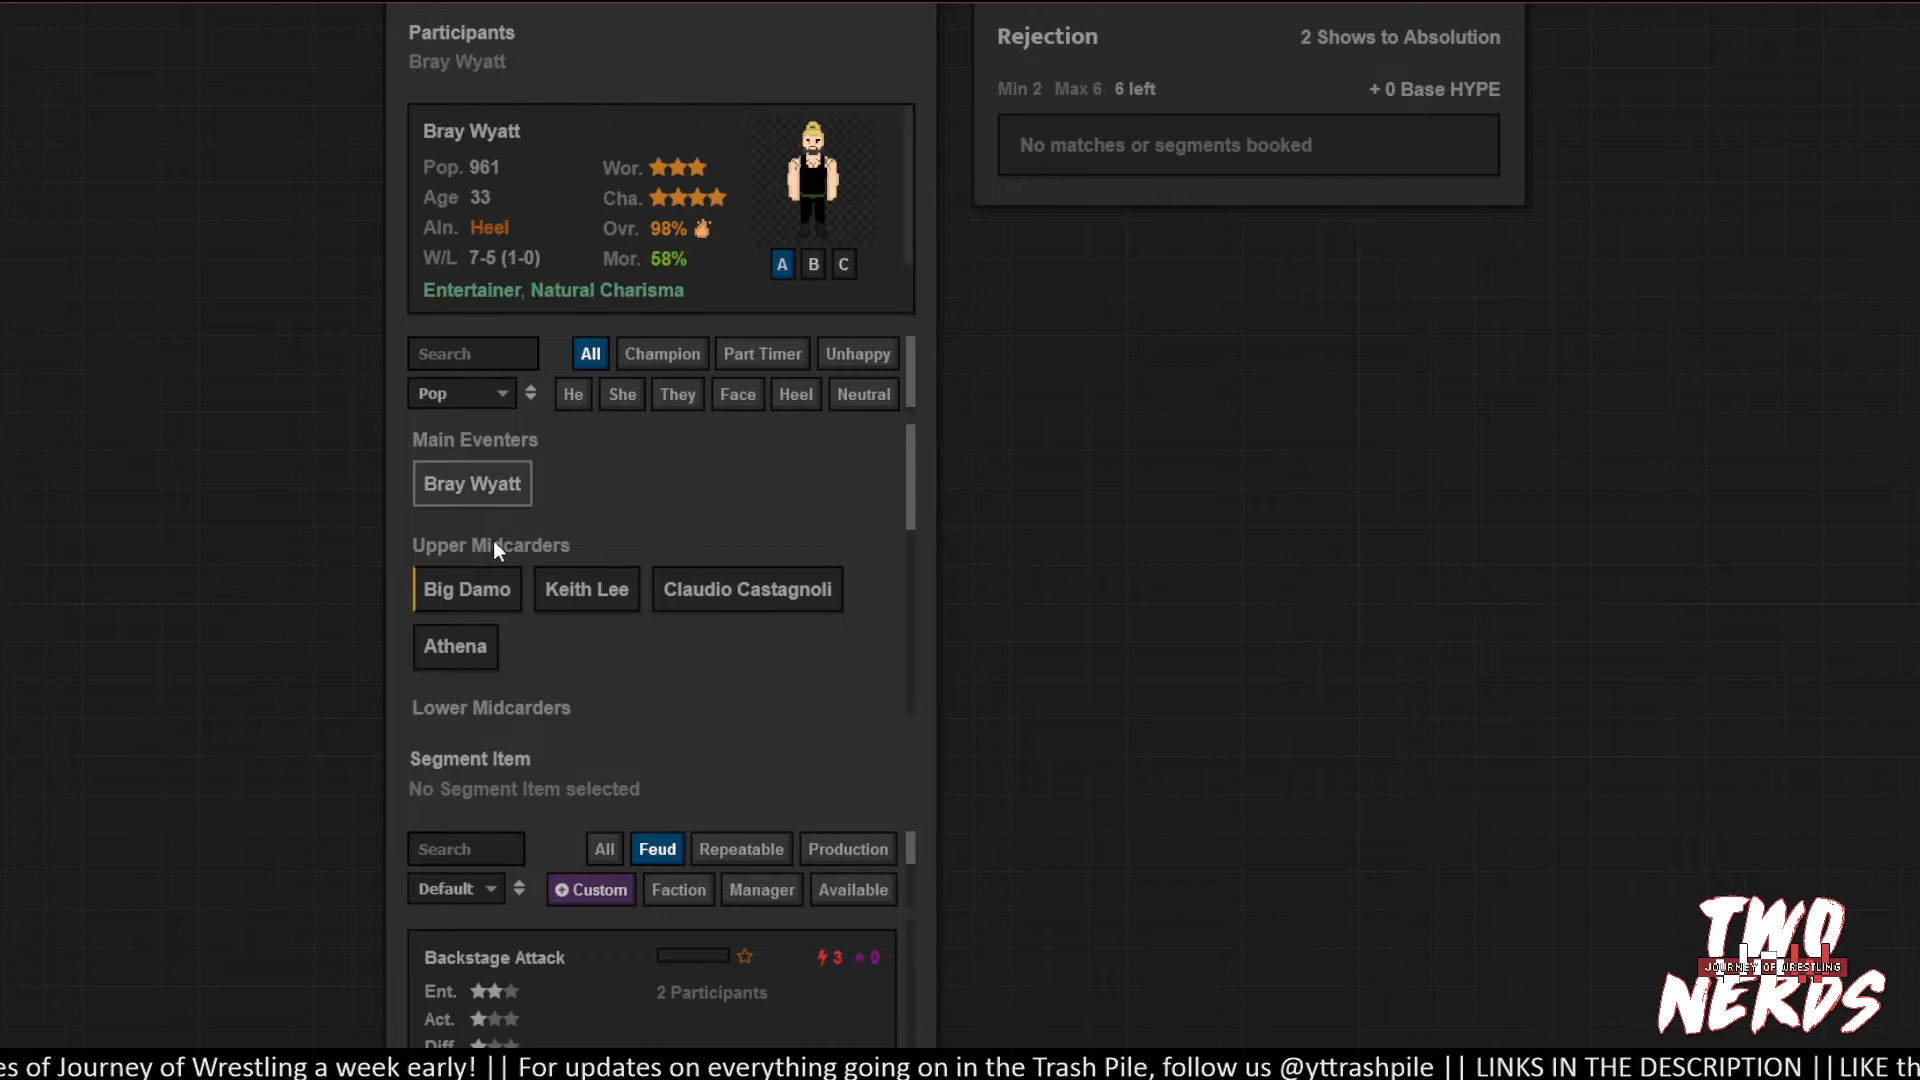 Participants
Bray Wyatt
Bray Wyatt
Pop. 961
Wor.
Age 33
Cha.
Aln. Heel
Ovr. 98%
W/L 7-5 (1-0)
Mor. 58%
A B C
Entertainer, Natural Charisma
Search
All Champion Part Timer Unhappy
Pop
He She They Face Heel Neutral
Main Eventers
Bray Wyatt
Upper Midcarders
Big Damo Keith Lee Claudio Castagnoli
Athena
Lower Midcarders
Segment Item
No Segment Item selected
Search
All Feud Repeatable Production
Default
Custom Faction Manager Available
Backstage Attack
3 0
Ent.
2 Participants
Act.
Diff.
Rejection
2 Shows to Absolution
Min 2 Max 6 6 left
+ 0 Base HYPE
No matches or segments booked
TWO
JOURNEY OF WRESTLING
NERDS
es of Journey of Wrestling a week early! || For updates on everything going on in the Trash Pile, follow us @yttrashpile || LINKS IN THE DESCRIPTION || LIKE th